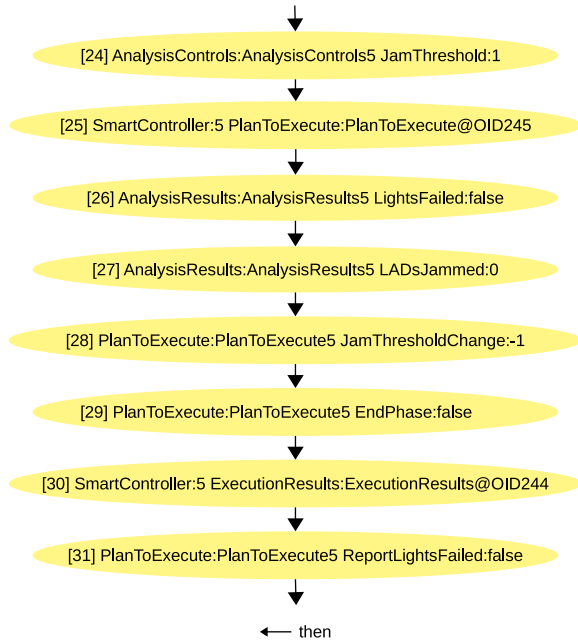 [24] AnalysisControls:AnalysisControls5 JamThreshold:1
[25] SmartController:5 PlanToExecute:PlanToExecute@OID245
[26] AnalysisResults:AnalysisResults5 LightsFailed:false
[27] AnalysisResults:AnalysisResults5 LADsJammed:0
[28] PlanToExecute:PlanToExecute5 JamThresholdChange:-1
[29] PlanToExecute:PlanToExecute5 EndPhase:false
[30] SmartController:5 ExecutionResults:ExecutionResults@OID244
[31] PlanToExecute:PlanToExecute5 ReportLightsFailed:false
then